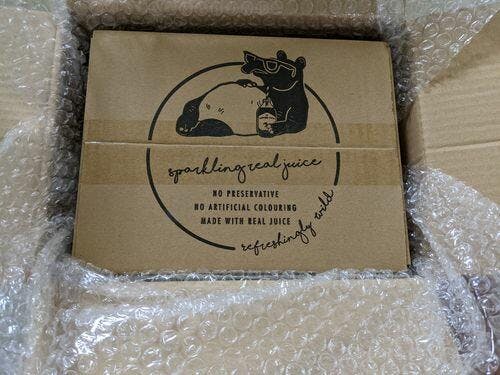 sparkling real juice
NO PRESERVATIVE
NO ARTIFICIAL COLOURING
MADE WITH REAL JUICE
refreshingly wild